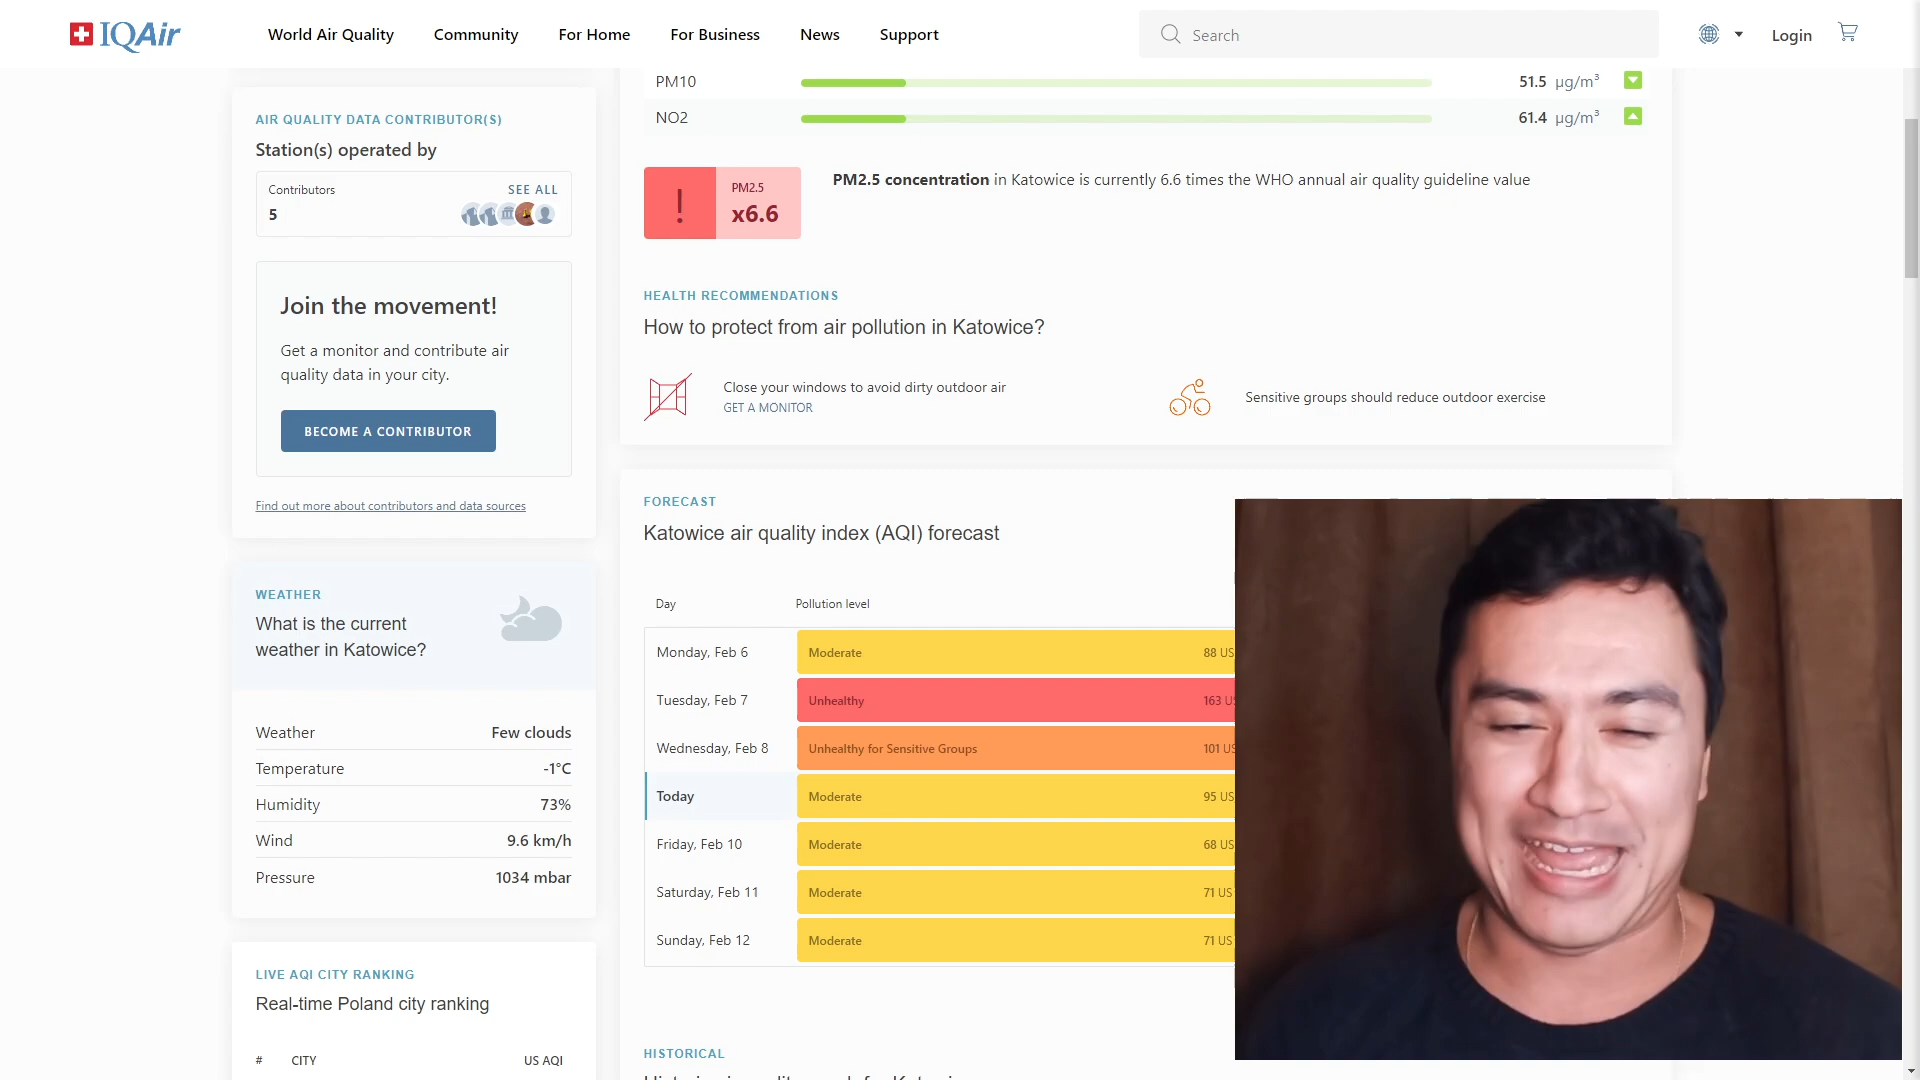 IQAir
World Air Quality
Community
For Home
For Business
News
Support
Search
Login
AIR QUALITY DATA CONTRIBUTOR(S)
Station(s) operated by
Contributors
SEE ALL
5
Join the movement!
Get a monitor and contribute air
quality data in your city.
BECOME A CONTRIBUTOR
Find out more about contributors and data sources
WEATHER
What is the current
weather in Katowice?
Weather Few clouds
Temperature -1°C
Humidity 73%
Wind 9.6 km/h
Pressure 1034 mbar
LIVE AQI CITY RANKING
Real-time Poland city ranking
# CITY US AQI
PM10 51.5 µg/m³
NO2 61.4 µg/m³
!
PM2.5
x6.6
PM2.5 concentration in Katowice is currently 6.6 times the WHO annual air quality guideline value
HEALTH RECOMMENDATIONS
How to protect from air pollution in Katowice?
Close your windows to avoid dirty outdoor air
GET A MONITOR
Sensitive groups should reduce outdoor exercise
FORECAST
Katowice air quality index (AQI) forecast
Day Pollution level
Monday, Feb 6 Moderate 88 US
Tuesday, Feb 7 Unhealthy 163 US
Wednesday, Feb 8 Unhealthy for Sensitive Groups 101 US
Today Moderate 95 US
Friday, Feb 10 Moderate 68 US
Saturday, Feb 11 Moderate 71 US
Sunday, Feb 12 Moderate 71 US
HISTORICAL